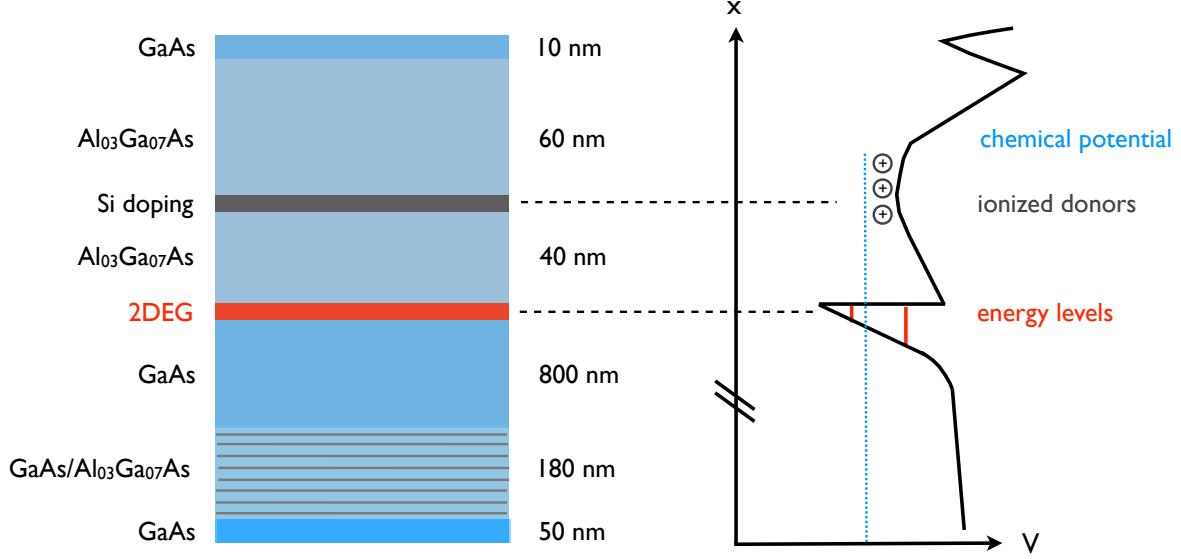 x
GaAs 10 nm
Al₀₃Ga₀₇As 60 nm chemical potential
Si doping ionized donors
Al₀₃Ga₀₇As 40 nm
2DEG energy levels
GaAs 800 nm
GaAs/Al₀₃Ga₀₇As 180 nm
GaAs 50 nm
V
+
+
+